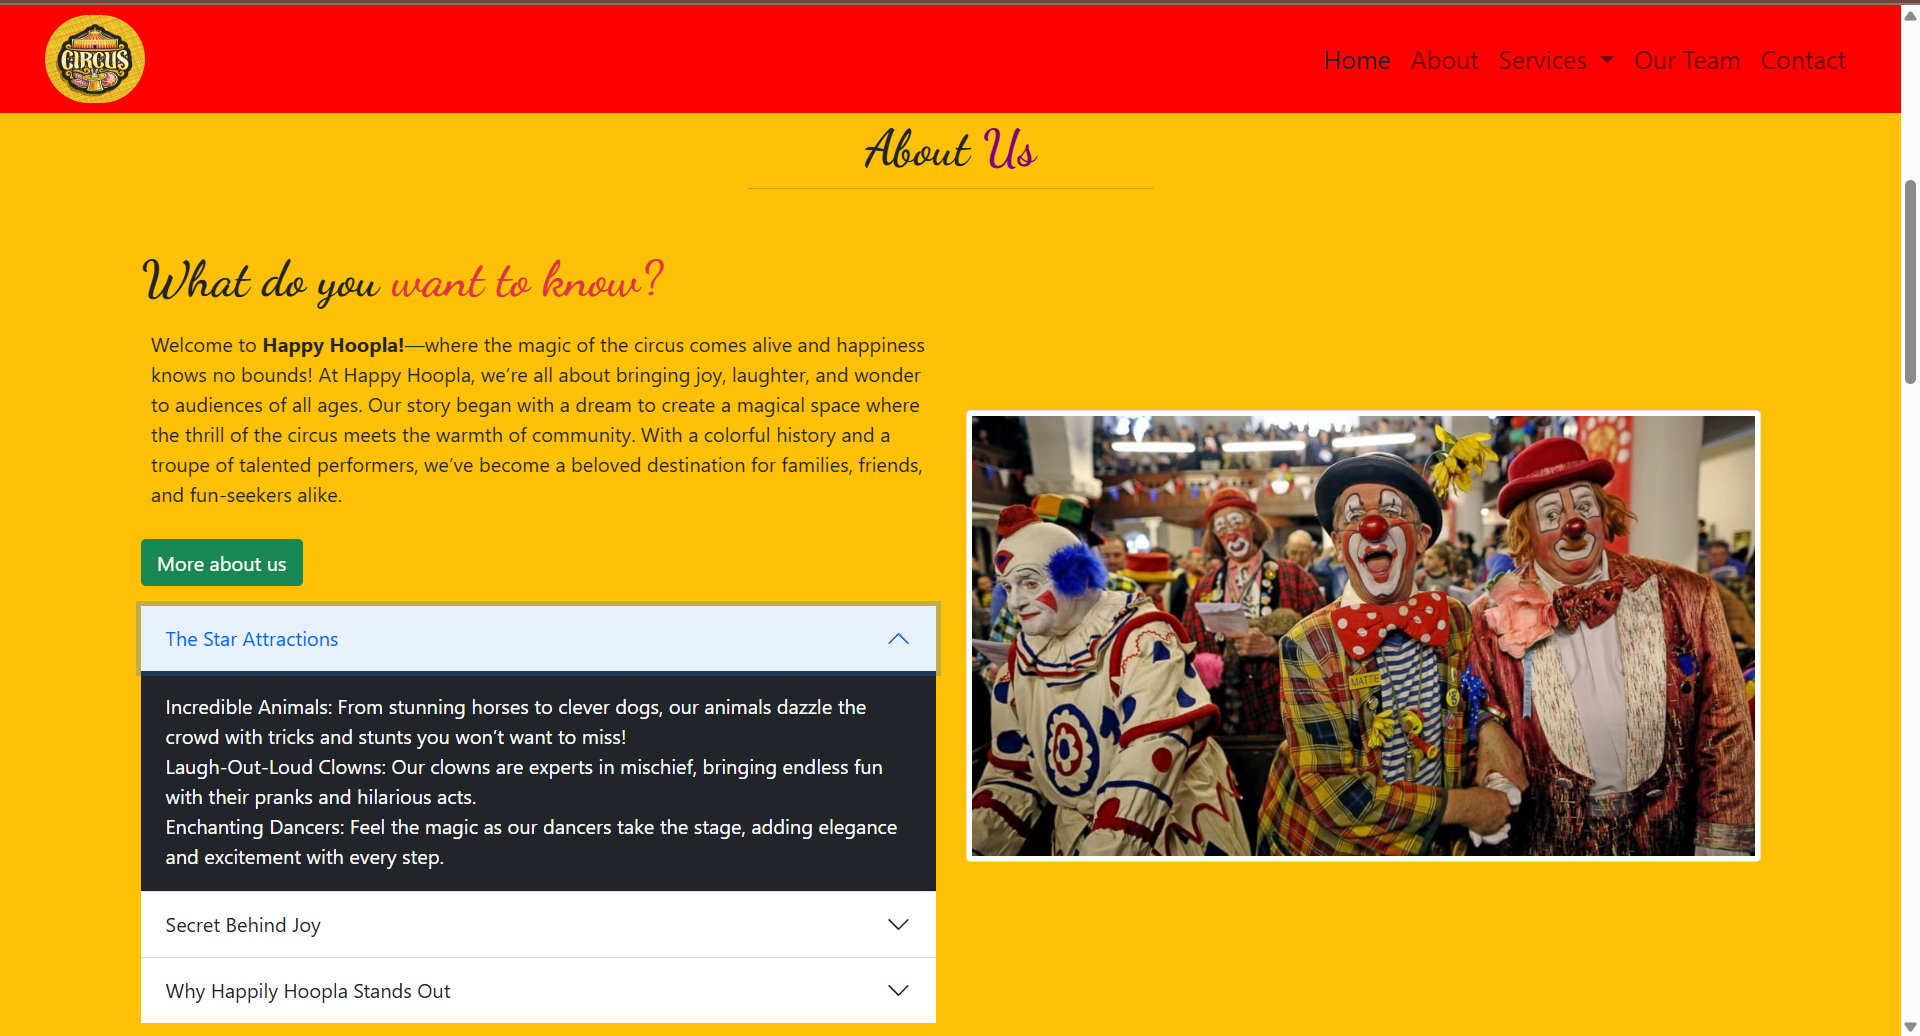 CIRCUS
Home About Services Our Team Contact
About Us
What do you want to know?
Welcome to Happy Hoopla!—where the magic of the circus comes alive and happiness
knows no bounds! At Happy Hoopla, we’re all about bringing joy, laughter, and wonder
to audiences of all ages. Our story began with a dream to create a magical space where
the thrill of the circus meets the warmth of community. With a colorful history and a
troupe of talented performers, we’ve become a beloved destination for families, friends,
and fun-seekers alike.
More about us
The Star Attractions
Incredible Animals: From stunning horses to clever dogs, our animals dazzle the
crowd with tricks and stunts you won’t want to miss!
Laugh-Out-Loud Clowns: Our clowns are experts in mischief, bringing endless fun
with their pranks and hilarious acts.
Enchanting Dancers: Feel the magic as our dancers take the stage, adding elegance
and excitement with every step.
Secret Behind Joy
Why Happily Hoopla Stands Out
MATTIE